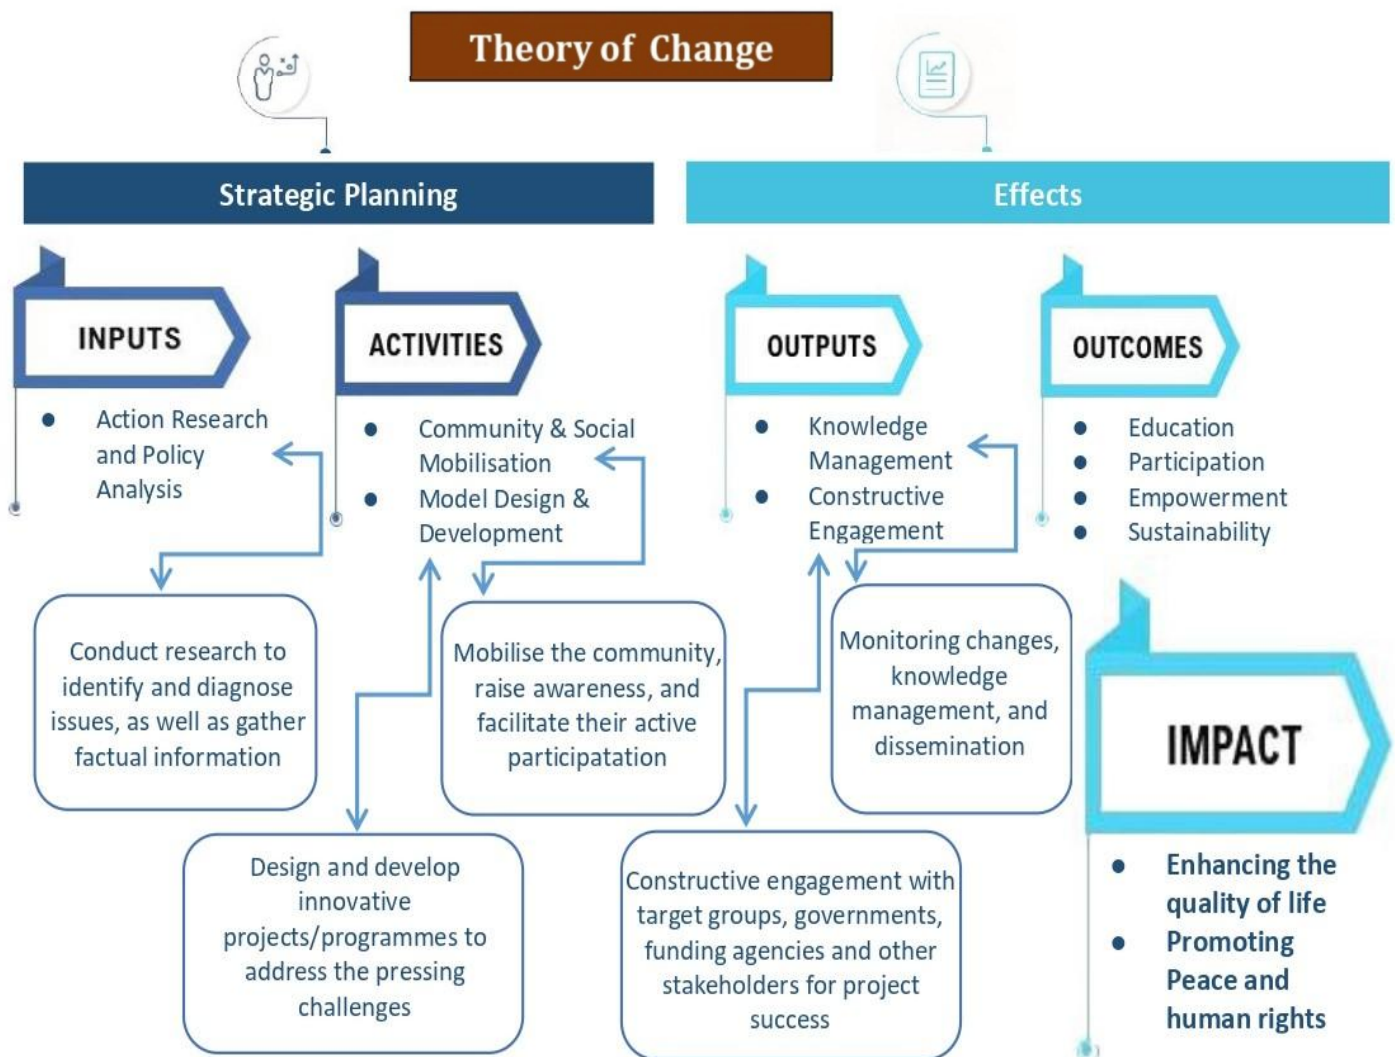 Theory of Change
Strategic Planning
Effects
INPUTS
● Action Research
and Policy
Analysis
Conduct research to
identify and diagnose
issues, as well as gather
factual information
ACTIVITIES
● Community & Social
Mobilisation
● Model Design &
Development
Mobilise the community,
raise awareness, and
facilitate their active
participatation
Design and develop
innovative
projects/programmes to
address the pressing
challenges
OUTPUTS
● Knowledge
Management
● Constructive
Engagement
Monitoring changes,
knowledge
management, and
dissemination
Constructive engagement with
target groups, governments,
funding agencies and other
stakeholders for project
success
OUTCOMES
● Education
● Participation
● Empowerment
● Sustainability
IMPACT
● Enhancing the
quality of life
● Promoting
Peace and
human rights